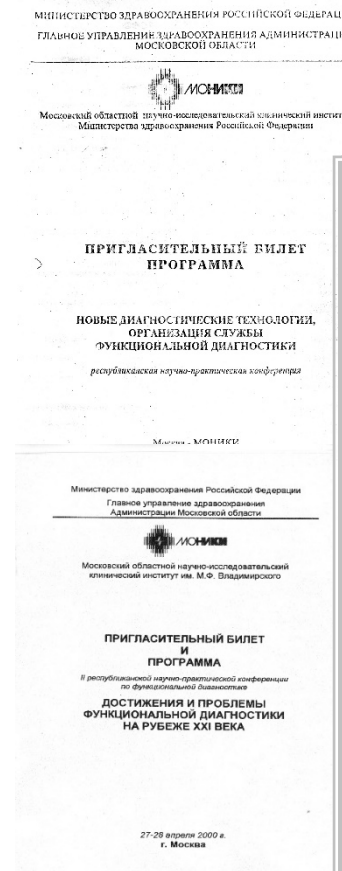 МИНИСТЕРСТВО ЗДРАВООХРАНЕНИЯ РОССИЙСКОЙ ФЕДЕРАЦ
ГЛАВНОЕ УПРАВЛЕНИЕ ЗДРАВООХРАНЕНИЯ АДМИНИСТРАЦИ
МОСКОВСКОЙ ОБЛАСТИ
МОНИКИ
Московский областной научно-исследовательский клинический инстит
Министерства здравоохранения Российской Федерации
ПРИГЛАСИТЕЛЬНЫЙ БИЛЕТ
ПРОГРАММА
НОВЫЕ ДИАГНОСТИЧЕСКИЕ ТЕХНОЛОГИИ,
ОРГАНИЗАЦИЯ СЛУЖБЫ
ФУНКЦИОНАЛЬНОЙ ДИАГНОСТИКИ
республиканская научно-практическая конференция
Москва - МОНИКИ
Министерство здравоохранения Российской Федерации
Главное управление здравоохранения
Администрации Московской области
МОНИКИ
Московский областной научно-исследовательский
клинический институт им. М.Ф. Владимирского
ПРИГЛАСИТЕЛЬНЫЙ БИЛЕТ
И
ПРОГРАММА
II республиканской научно-практической конференции
по функциональной диагностике
ДОСТИЖЕНИЯ И ПРОБЛЕМЫ
ФУНКЦИОНАЛЬНОЙ ДИАГНОСТИКИ
НА РУБЕЖЕ XXI ВЕКА
27-28 апреля 2000 г.
г. Москва